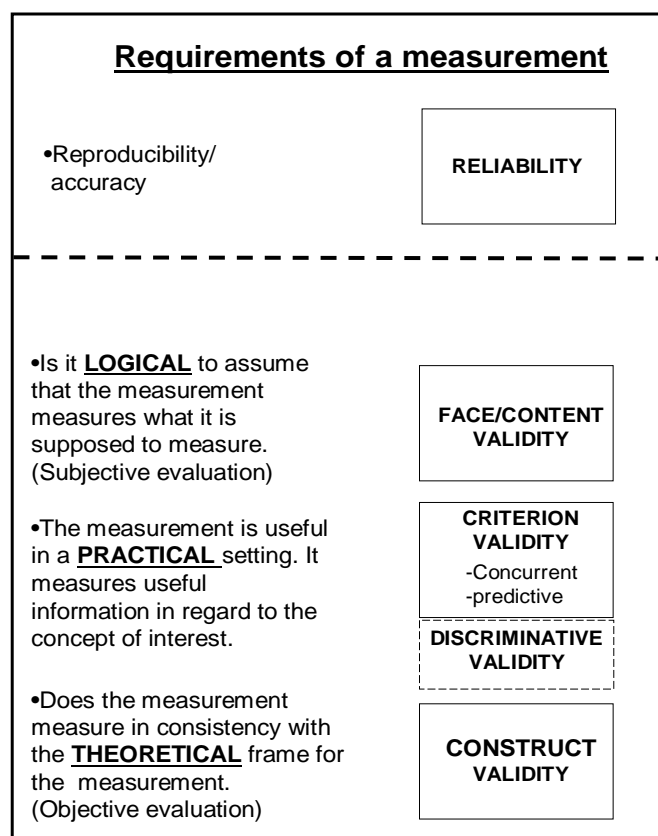 Requirements of a measurement
•Reproducibility/
accuracy
RELIABILITY
•Is it LOGICAL to assume
that the measurement
measures what it is
supposed to measure.
(Subjective evaluation)
FACE/CONTENT
VALIDITY
•The measurement is useful
in a PRACTICAL setting. It
measures useful
information in regard to the
concept of interest.
CRITERION
VALIDITY
-Concurrent
-predictive
DISCRIMINATIVE
VALIDITY
•Does the measurement
measure in consistency with
the THEORETICAL frame for
the measurement.
(Objective evaluation)
CONSTRUCT
VALIDITY